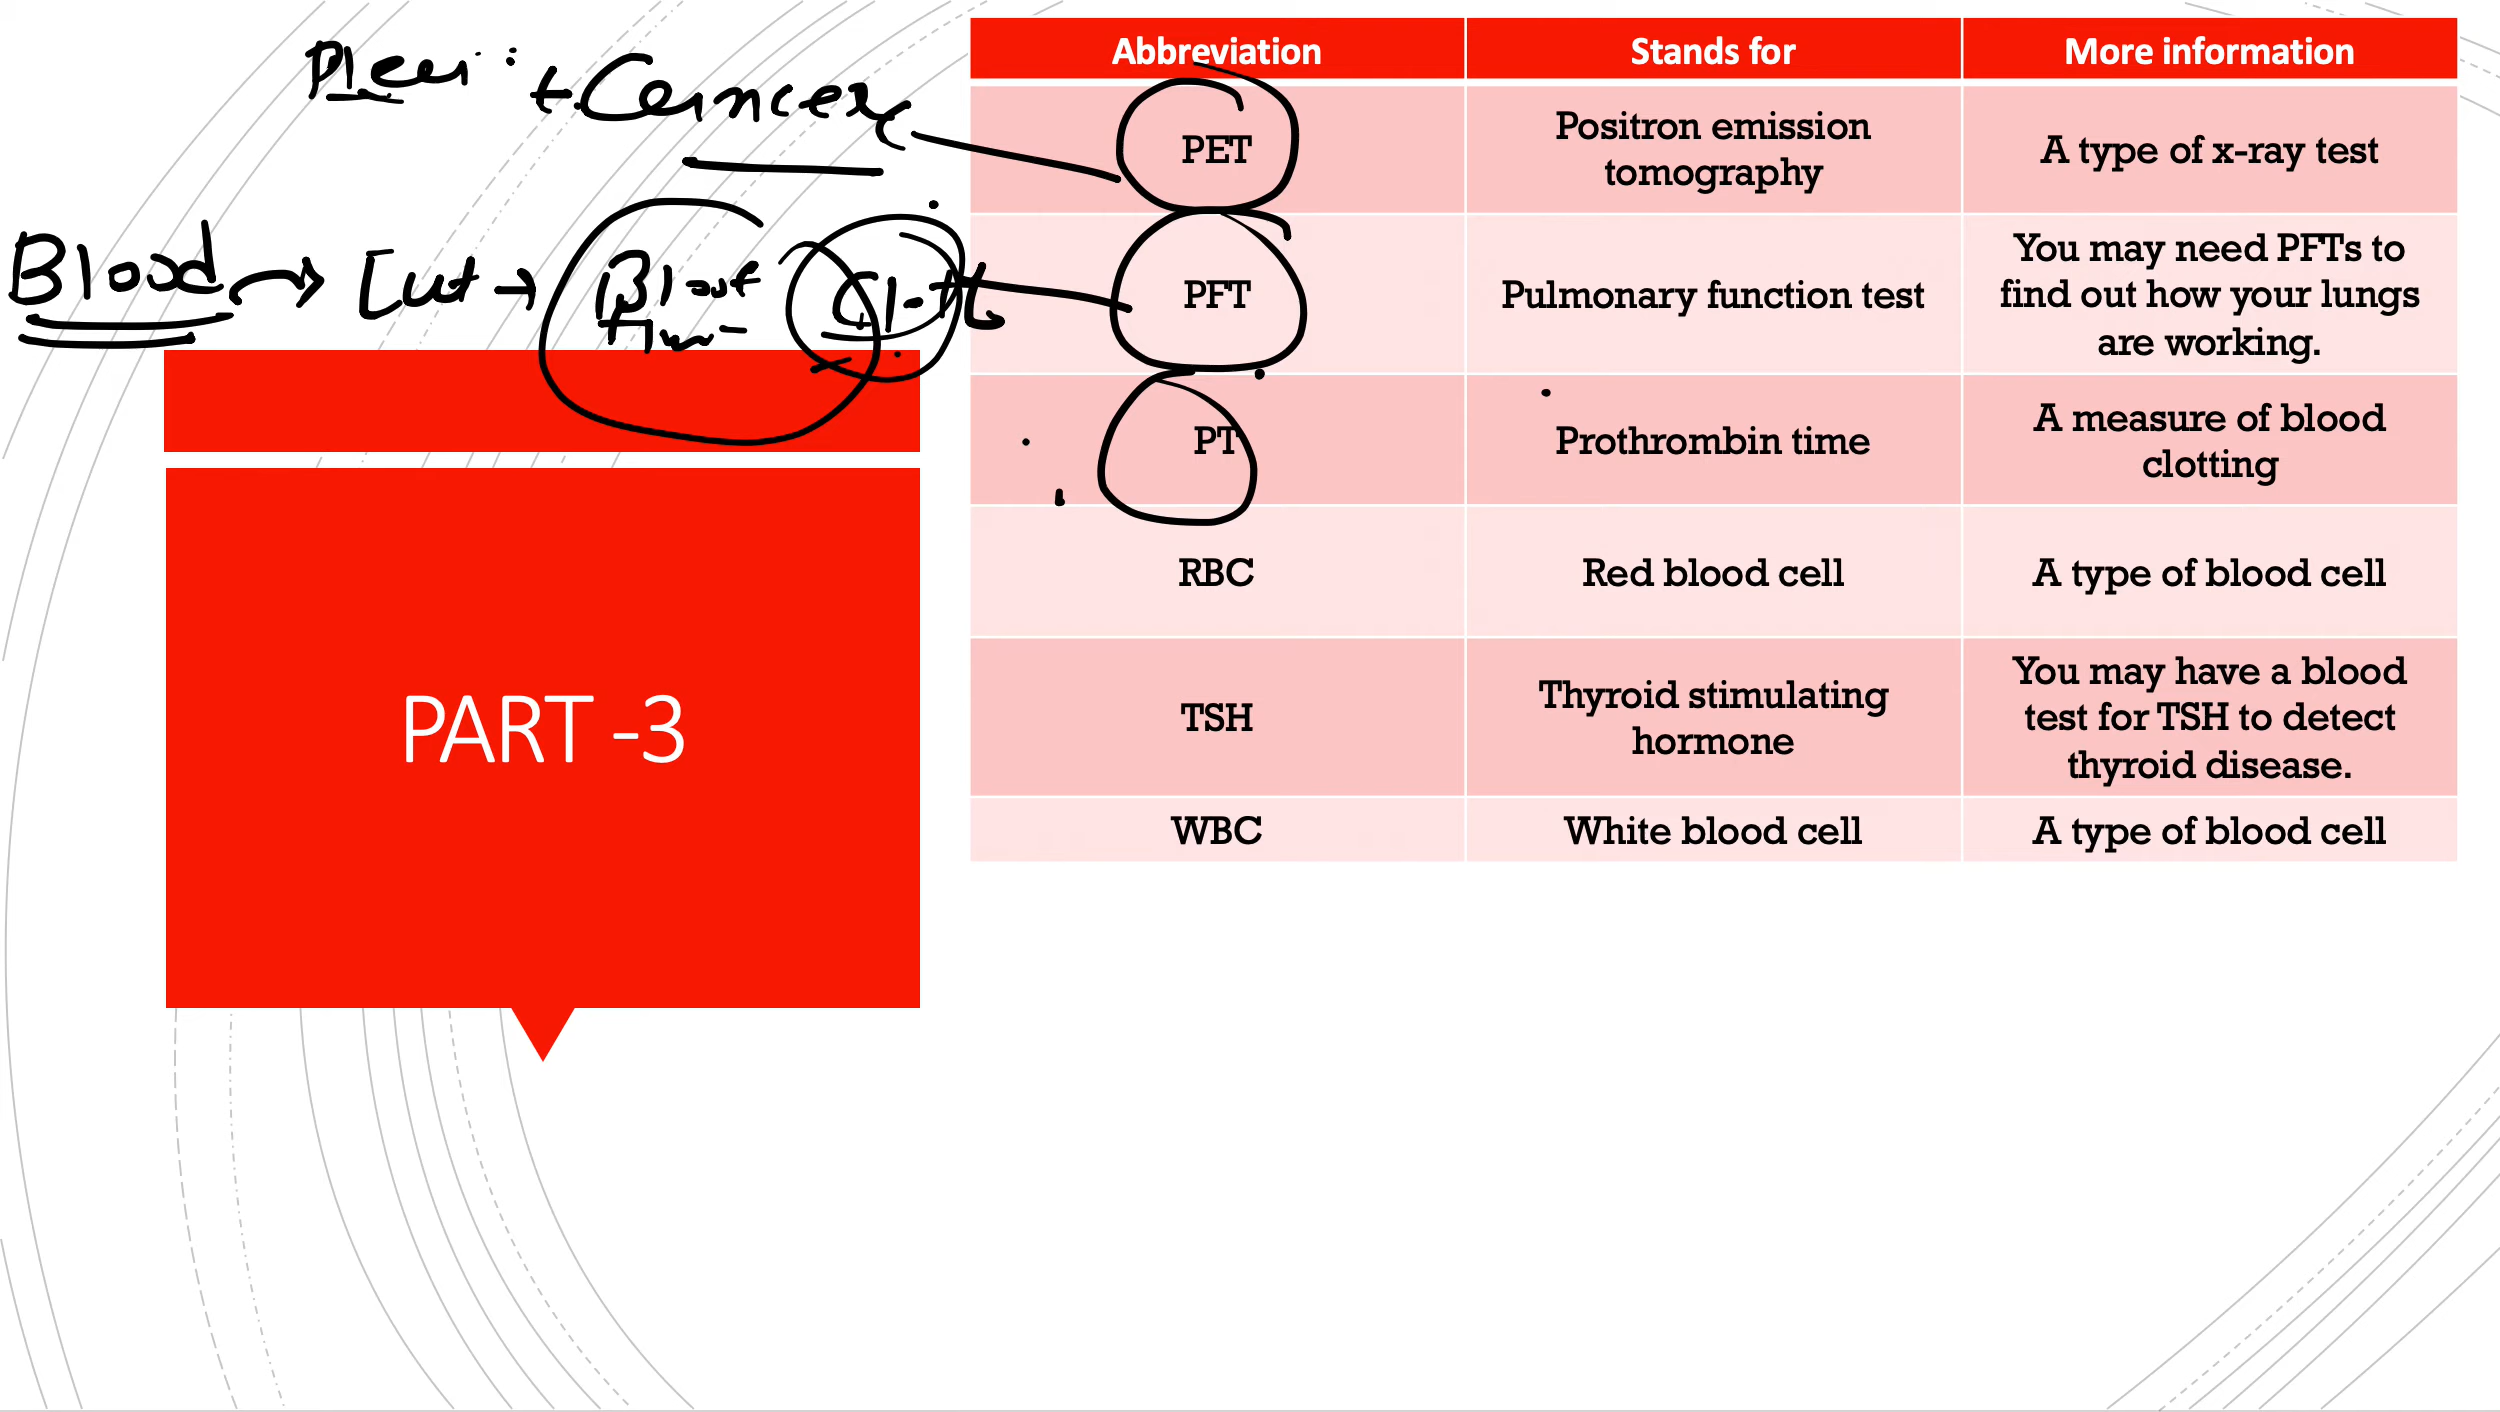 Cancer
Blood → Cut → Blood Clot
PART -3
Abbreviation Stands for More information
PET Positron emission tomography A type of x-ray test
PFT Pulmonary function test You may need PFTs to find out how your lungs are working.
PT Prothrombin time A measure of blood clotting
RBC Red blood cell A type of blood cell
TSH Thyroid stimulating hormone You may have a blood test for TSH to detect thyroid disease.
WBC White blood cell A type of blood cell